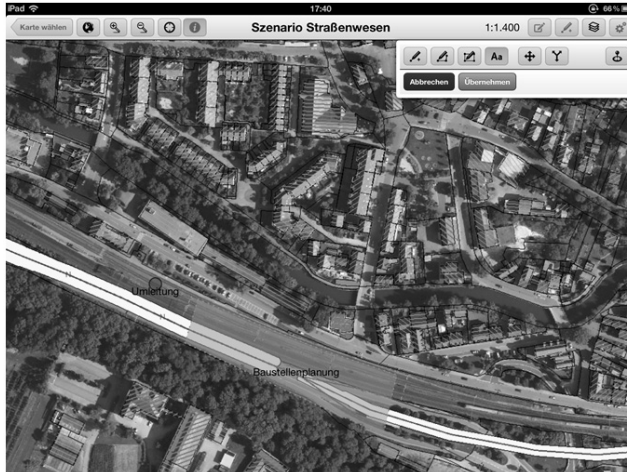 iPad 17:40 66 %
Karte wählen Szenario Straßenwesen 1:1.400
Aa
Abbrechen Übernehmen
Umleitung
Baustellenplanung